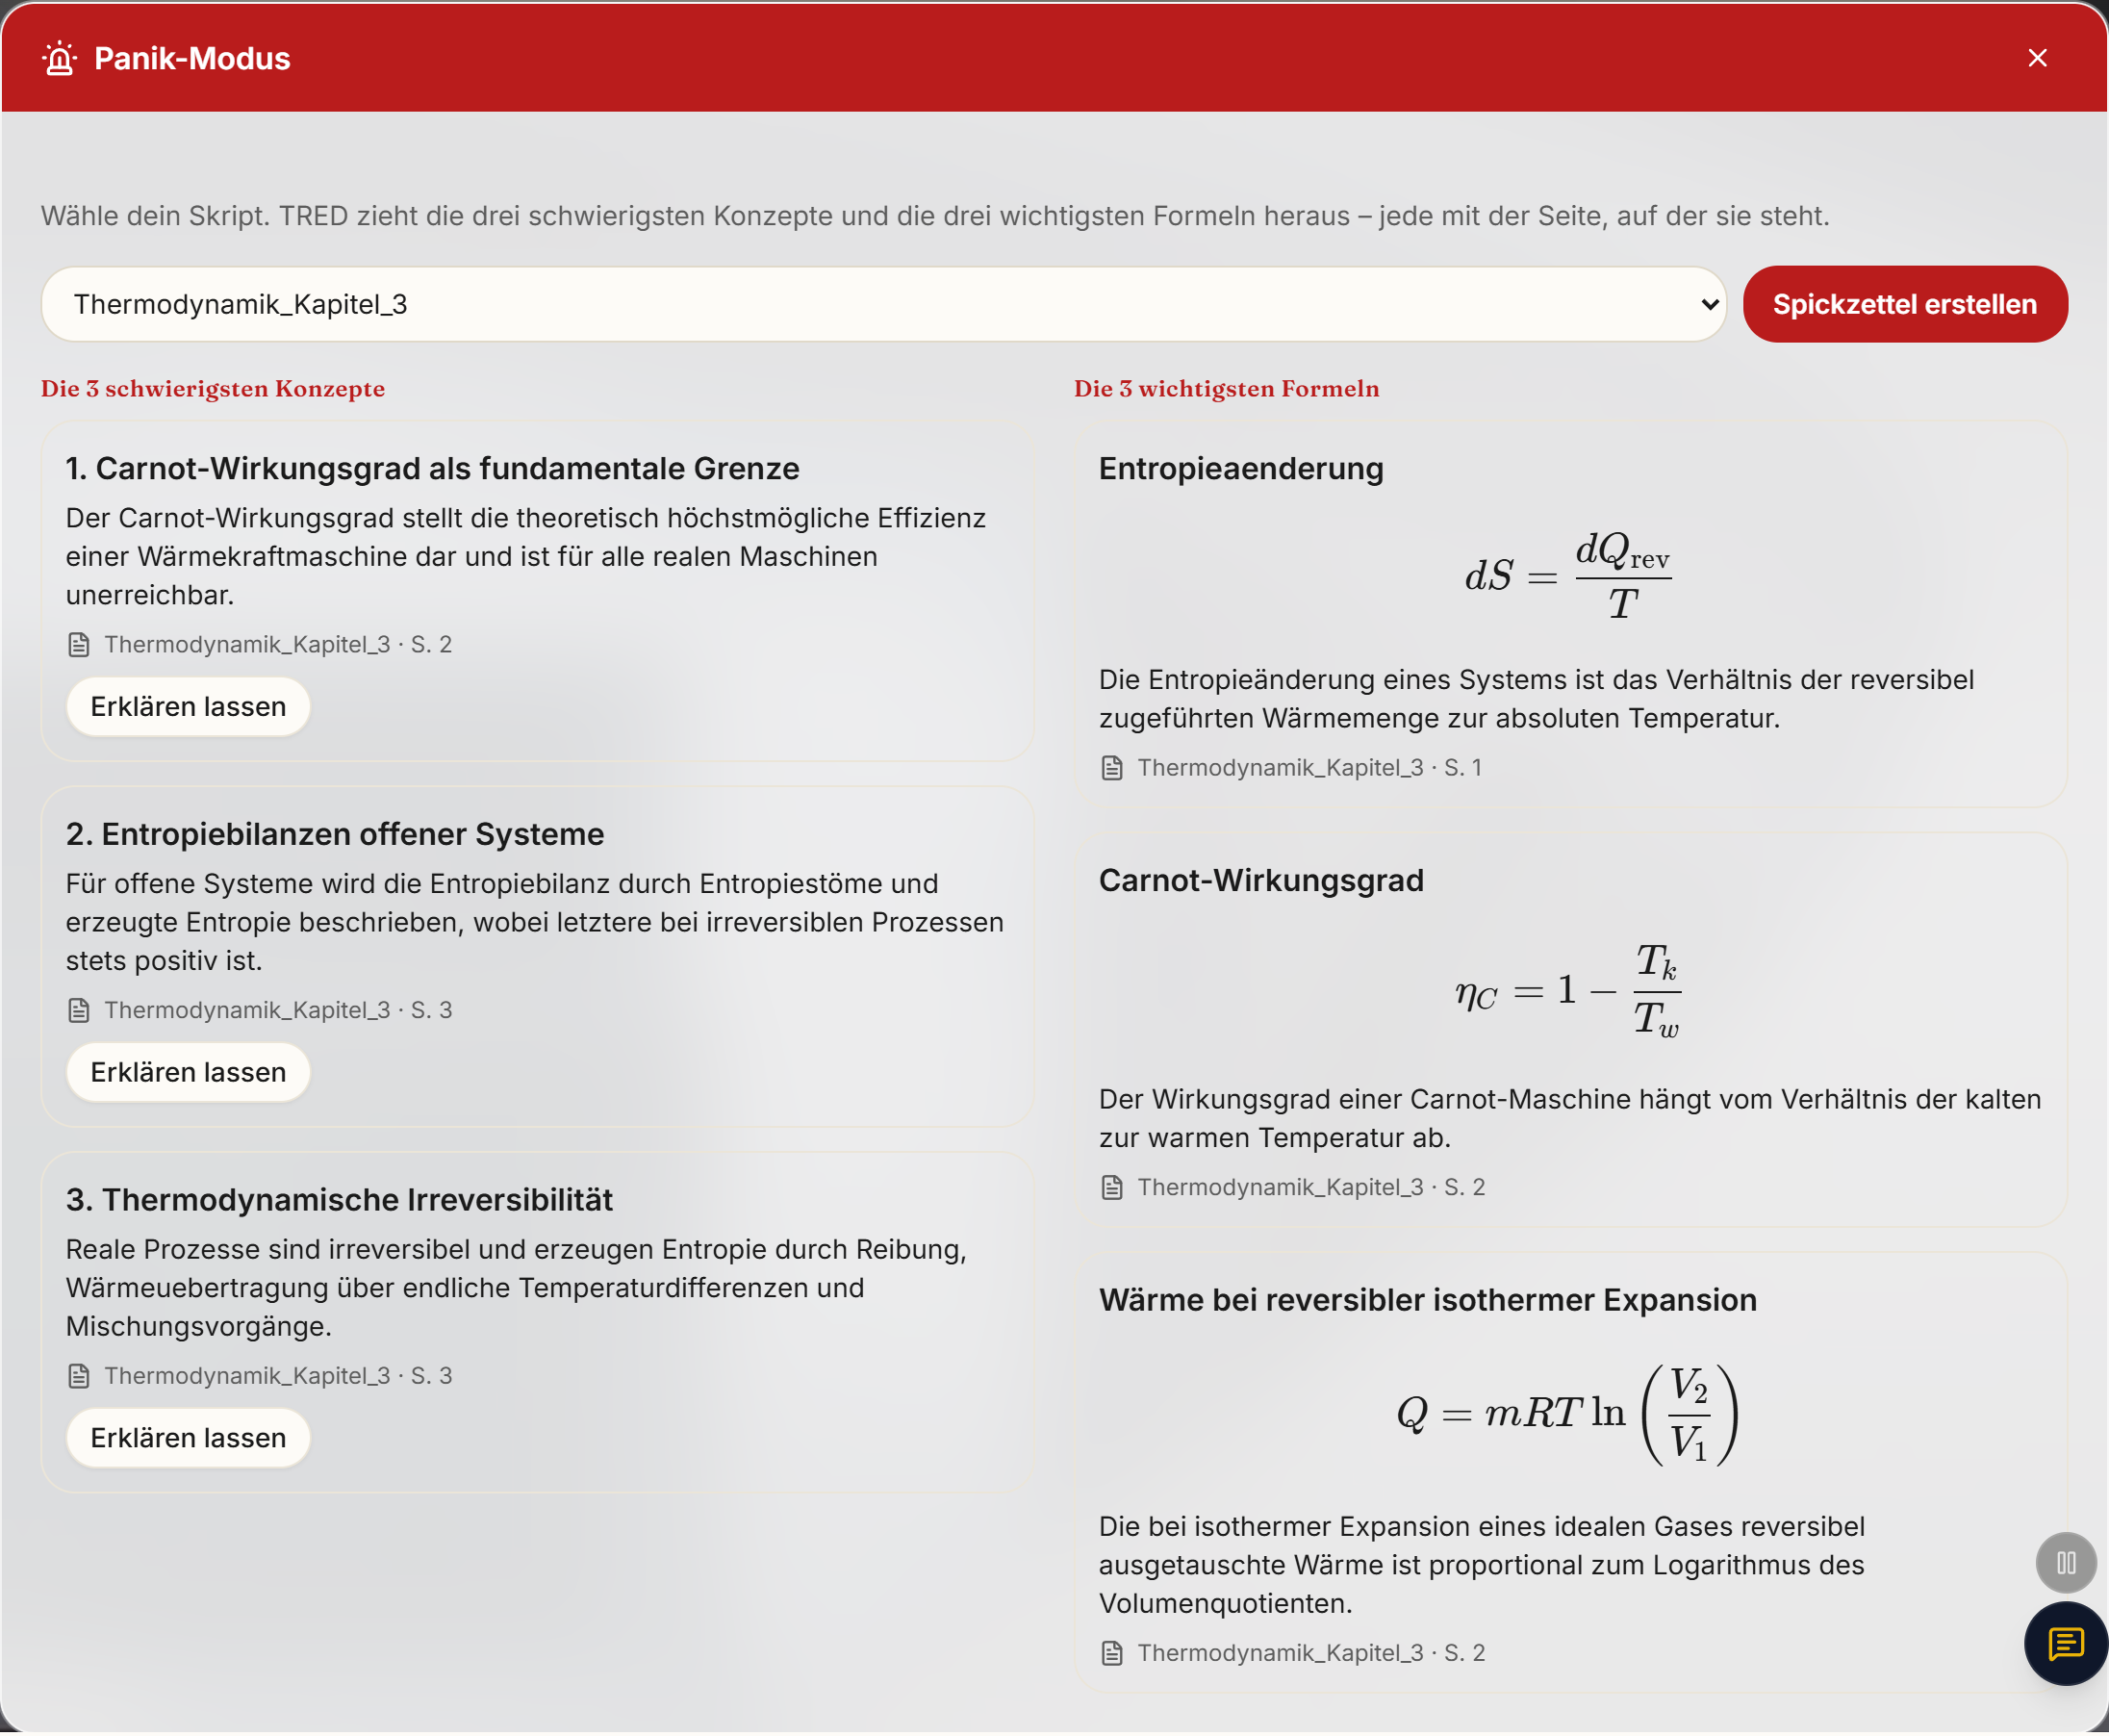 Panik-Modus
Wähle dein Skript. TRED zieht die drei schwierigsten Konzepte und die drei wichtigsten Formeln heraus – jede mit der Seite, auf der sie steht.
Thermodynamik_Kapitel_3
Spickzettel erstellen
Die 3 schwierigsten Konzepte
1. Carnot-Wirkungsgrad als fundamentale Grenze
Der Carnot-Wirkungsgrad stellt die theoretisch höchstmögliche Effizienz
einer Wärmekraftmaschine dar und ist für alle realen Maschinen
unerreichbar.
Thermodynamik_Kapitel_3 · S. 2
Erklären lassen
2. Entropiebilanzen offener Systeme
Für offene Systeme wird die Entropiebilanz durch Entropiestöme und
erzeugte Entropie beschrieben, wobei letztere bei irreversiblen Prozessen
stets positiv ist.
Thermodynamik_Kapitel_3 · S. 3
Erklären lassen
3. Thermodynamische Irreversibilität
Reale Prozesse sind irreversibel und erzeugen Entropie durch Reibung,
Wärmeuebertragung über endliche Temperaturdifferenzen und
Mischungsvorgänge.
Thermodynamik_Kapitel_3 · S. 3
Erklären lassen
Die 3 wichtigsten Formeln
Entropieaenderung
dS = dQ_rev / T
Die Entropieänderung eines Systems ist das Verhältnis der reversibel
zugeführten Wärmemenge zur absoluten Temperatur.
Thermodynamik_Kapitel_3 · S. 1
Carnot-Wirkungsgrad
η_C = 1 − T_k / T_w
Der Wirkungsgrad einer Carnot-Maschine hängt vom Verhältnis der kalten
zur warmen Temperatur ab.
Thermodynamik_Kapitel_3 · S. 2
Wärme bei reversibler isothermer Expansion
Q = mRT ln (V_2 / V_1)
Die bei isothermer Expansion eines idealen Gases reversibel
ausgetauschte Wärme ist proportional zum Logarithmus des
Volumenquotienten.
Thermodynamik_Kapitel_3 · S. 2